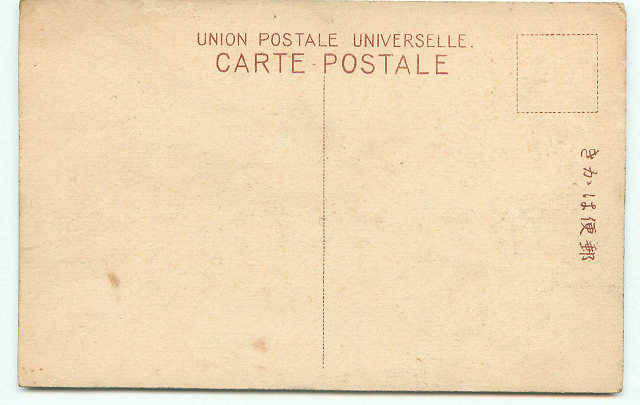 UNION POSTALE UNIVERSELLE.
CARTE POSTALE
郵便はかき